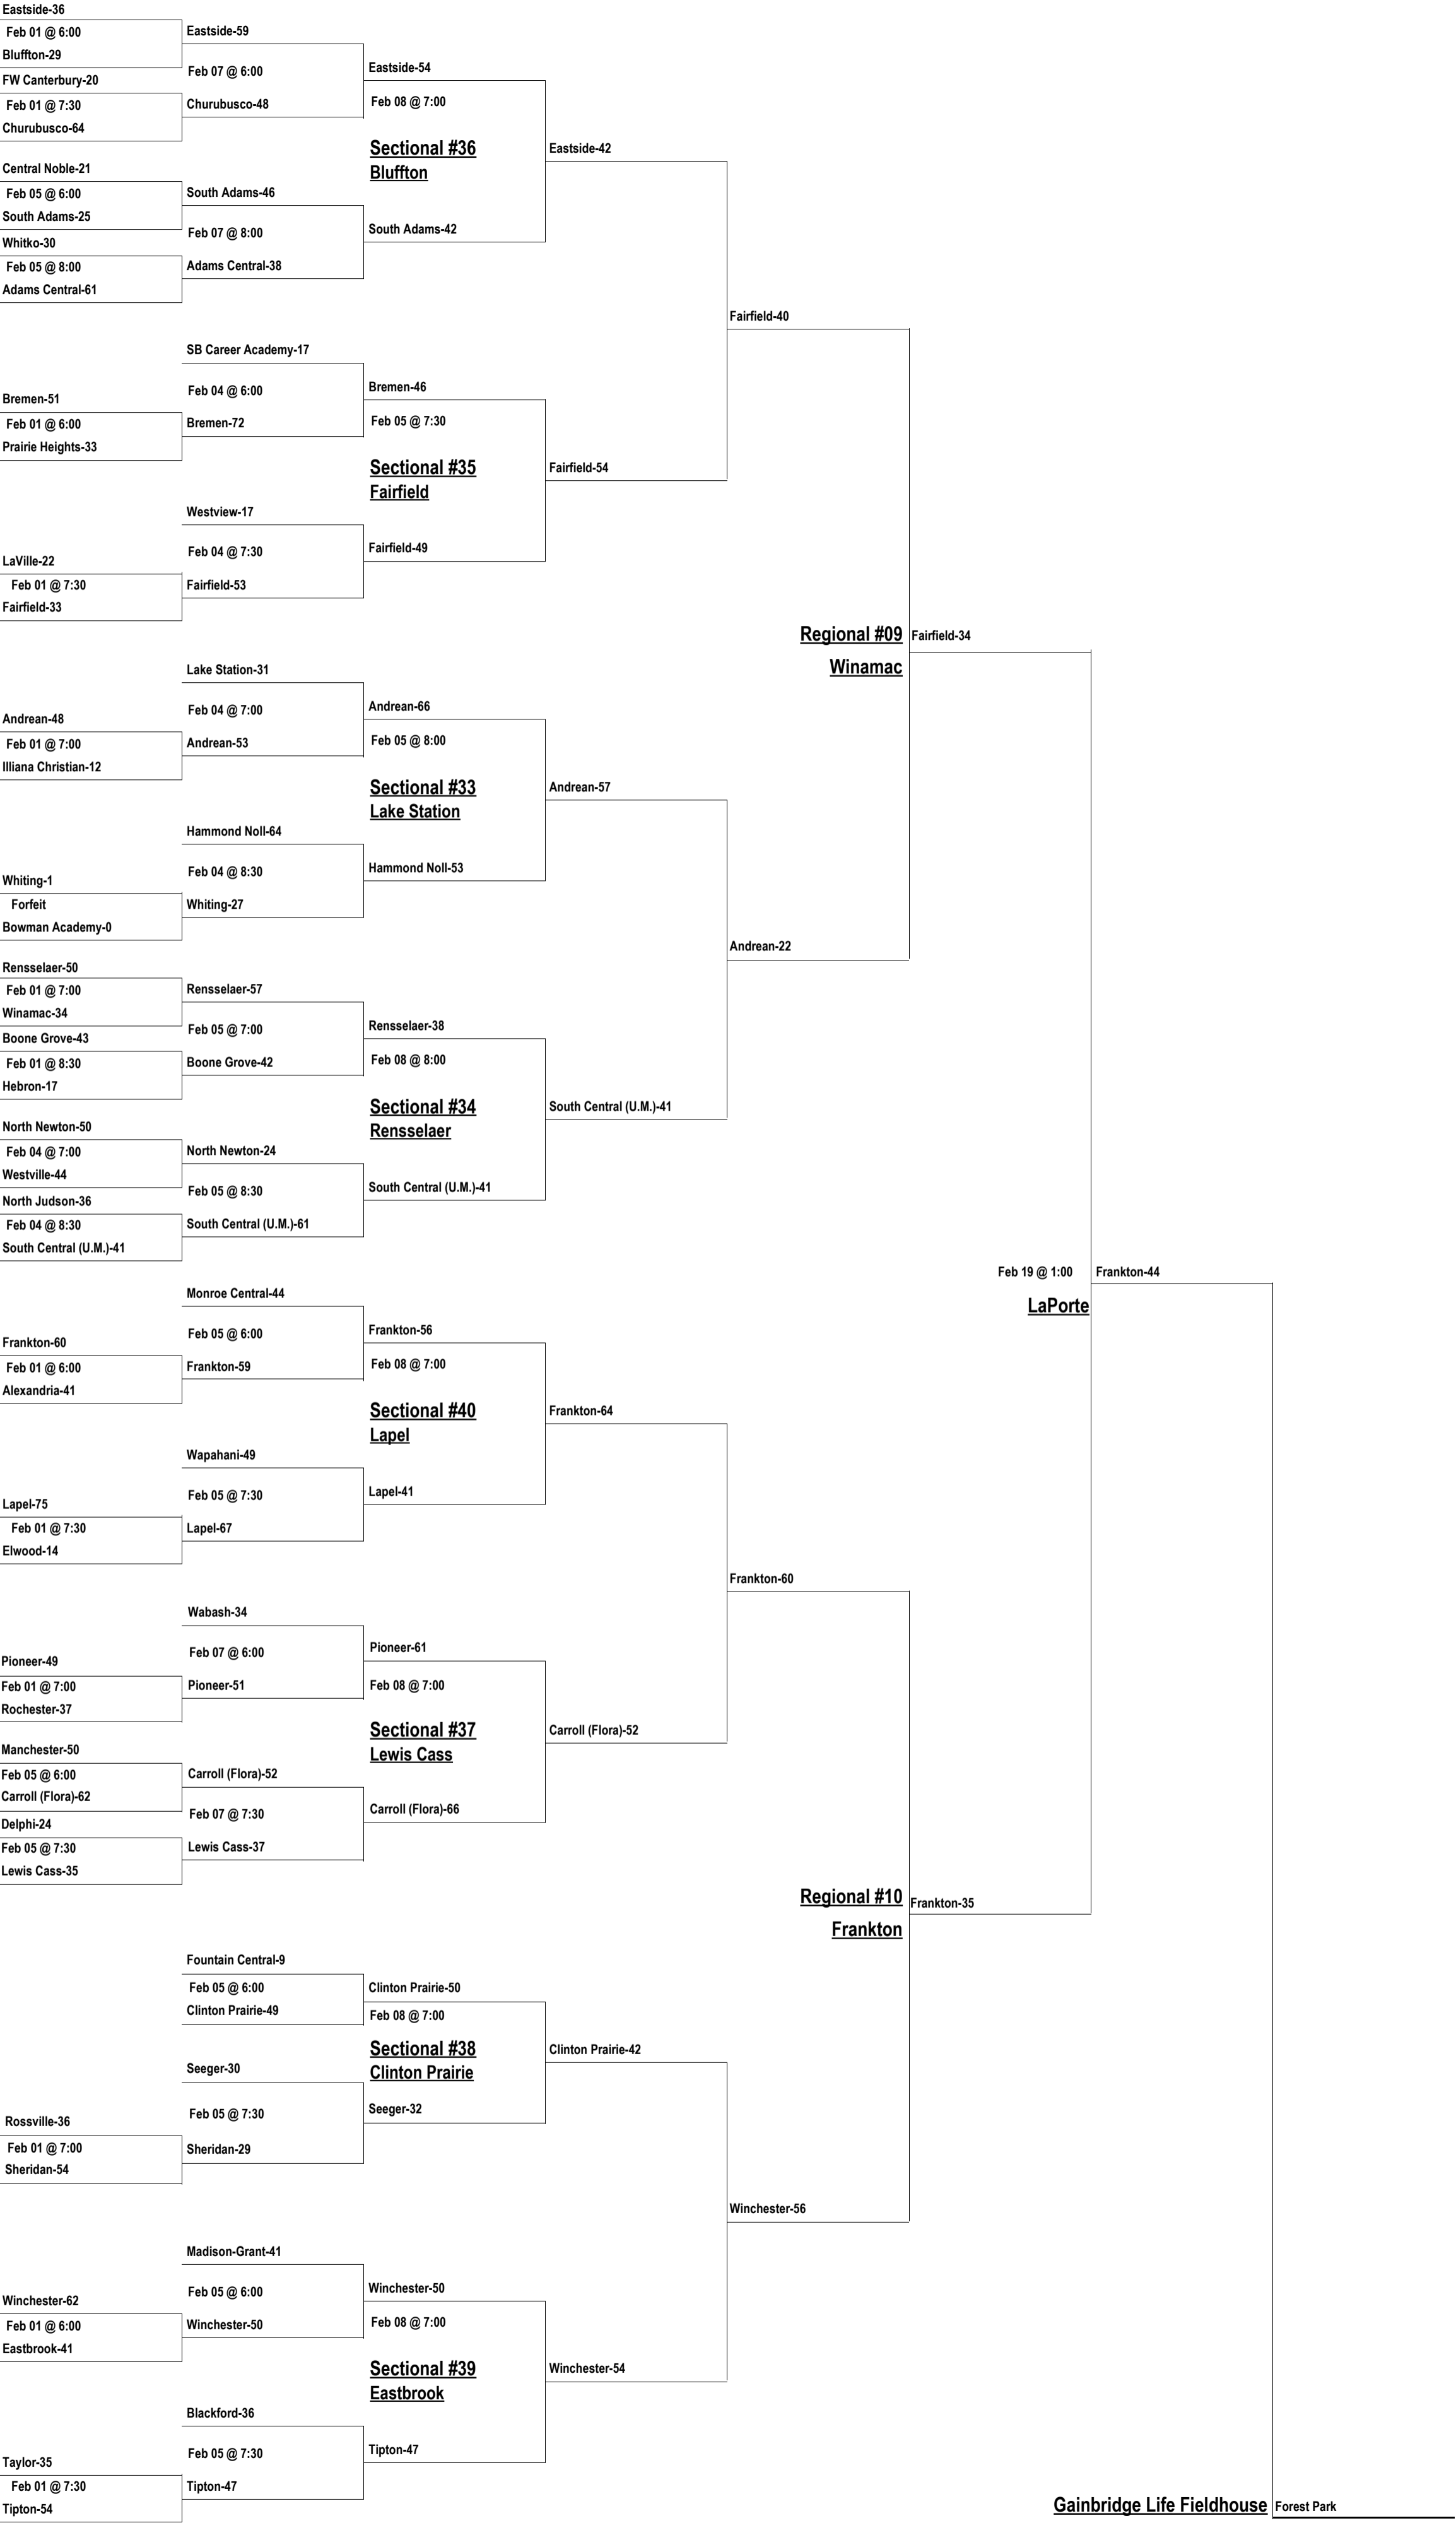 Eastside-36
Feb 01 @ 6:00
Bluffton-29
FW Canterbury-20
Feb 01 @ 7:30
Churubusco-64
Eastside-59
Feb 07 @ 6:00
Churubusco-48
Eastside-54
Feb 08 @ 7:00
Sectional #36
Bluffton
Central Noble-21
Feb 05 @ 6:00
South Adams-25
Whitko-30
Feb 05 @ 8:00
Adams Central-61
South Adams-46
Feb 07 @ 8:00
Adams Central-38
South Adams-42
Eastside-42
SB Career Academy-17
Feb 04 @ 6:00
Bremen-72
Bremen-51
Feb 01 @ 6:00
Prairie Heights-33
Bremen-46
Feb 05 @ 7:30
Sectional #35
Fairfield
Westview-17
Feb 04 @ 7:30
Fairfield-53
LaVille-22
Feb 01 @ 7:30
Fairfield-33
Fairfield-49
Fairfield-54
Fairfield-40
Regional #09
Winamac
Fairfield-34
Lake Station-31
Feb 04 @ 7:00
Andrean-53
Andrean-48
Feb 01 @ 7:00
Illiana Christian-12
Andrean-66
Feb 05 @ 8:00
Sectional #33
Lake Station
Hammond Noll-64
Feb 04 @ 8:30
Whiting-27
Whiting-1
Forfeit
Bowman Academy-0
Hammond Noll-53
Andrean-57
Andrean-22
Rensselaer-50
Feb 01 @ 7:00
Winamac-34
Boone Grove-43
Feb 01 @ 8:30
Hebron-17
Rensselaer-57
Feb 05 @ 7:00
Boone Grove-42
Rensselaer-38
Feb 08 @ 8:00
Sectional #34
Rensselaer
North Newton-50
Feb 04 @ 7:00
Westville-44
North Judson-36
Feb 04 @ 8:30
South Central (U.M.)-41
North Newton-24
Feb 05 @ 8:30
South Central (U.M.)-61
South Central (U.M.)-41
South Central (U.M.)-41
Feb 19 @ 1:00
LaPorte
Frankton-44
Monroe Central-44
Feb 05 @ 6:00
Frankton-59
Frankton-60
Feb 01 @ 6:00
Alexandria-41
Frankton-56
Feb 08 @ 7:00
Sectional #40
Lapel
Wapahani-49
Feb 05 @ 7:30
Lapel-67
Lapel-75
Feb 01 @ 7:30
Elwood-14
Lapel-41
Frankton-64
Frankton-60
Wabash-34
Feb 07 @ 6:00
Pioneer-51
Pioneer-49
Feb 01 @ 7:00
Rochester-37
Pioneer-61
Feb 08 @ 7:00
Sectional #37
Lewis Cass
Manchester-50
Feb 05 @ 6:00
Carroll (Flora)-62
Delphi-24
Feb 05 @ 7:30
Lewis Cass-35
Carroll (Flora)-52
Feb 07 @ 7:30
Lewis Cass-37
Carroll (Flora)-66
Carroll (Flora)-52
Regional #10
Frankton
Frankton-35
Fountain Central-9
Feb 05 @ 6:00
Clinton Prairie-49
Clinton Prairie-50
Feb 08 @ 7:00
Sectional #38
Clinton Prairie
Seeger-30
Feb 05 @ 7:30
Sheridan-29
Rossville-36
Feb 01 @ 7:00
Sheridan-54
Seeger-32
Clinton Prairie-42
Winchester-56
Madison-Grant-41
Feb 05 @ 6:00
Winchester-50
Winchester-62
Feb 01 @ 6:00
Eastbrook-41
Winchester-50
Feb 08 @ 7:00
Sectional #39
Eastbrook
Blackford-36
Feb 05 @ 7:30
Tipton-47
Taylor-35
Feb 01 @ 7:30
Tipton-54
Tipton-47
Winchester-54
Gainbridge Life Fieldhouse
Forest Park